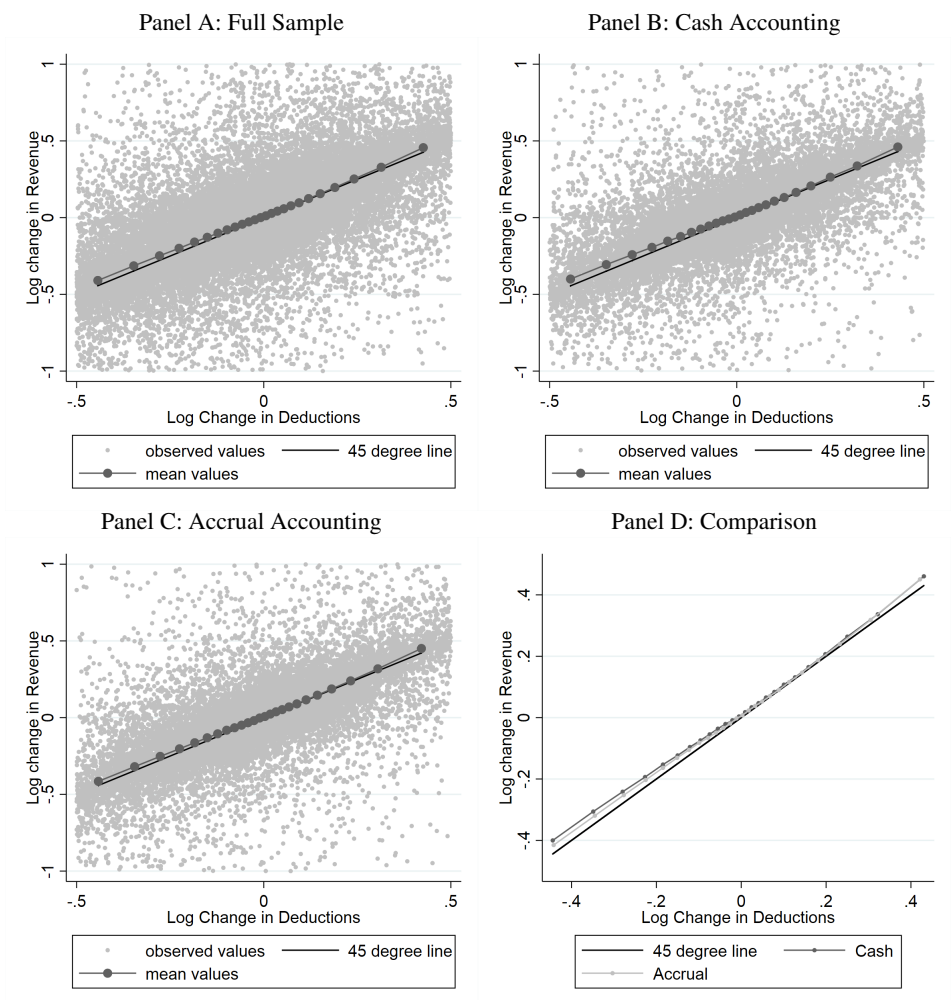 Panel A: Full Sample
Log change in Revenue
1
.5
0
-.5
-1
-.5
0
.5
Log Change in Deductions
observed values
45 degree line
mean values
Panel B: Cash Accounting
Log change in Revenue
1
.5
0
-.5
-1
-.5
0
.5
Log Change in Deductions
observed values
45 degree line
mean values
Panel C: Accrual Accounting
Log change in Revenue
1
.5
0
-.5
-1
-.5
0
.5
Log Change in Deductions
observed values
45 degree line
mean values
Panel D: Comparison
Log change in Revenue
.4
.2
0
-.2
-.4
-.4
-.2
0
.2
.4
Log Change in Deductions
45 degree line
Cash
Accrual